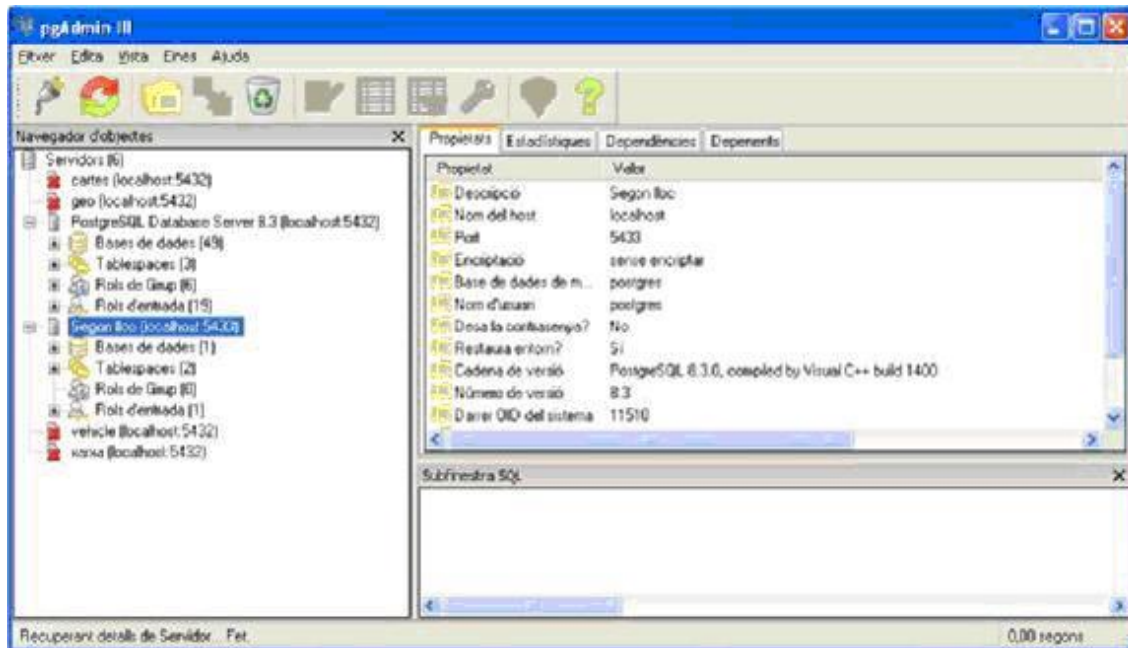 pgAdmin III
Fitxer Edita Vista Eines Ajuda
Navegador d'objectes
Servidors (6)
cartes (localhost:5432)
geo (localhost:5432)
PostgreSQL Database Server 8.3 (localhost:5432)
Bases de dades (49)
Tablespaces (3)
Rols de Grup (6)
Rols d'entrada (19)
Segon lloc (localhost:5433)
Bases de dades (1)
Tablespaces (2)
Rols de Grup (0)
Rols d'entrada (1)
vehicle (localhost:5432)
xarxa (localhost:5432)
Propietats Estadístiques Dependències Depenents
Propietat Valor
Descripció Segon lloc
Nom del host localhost
Port 5433
Encriptació sense encriptar
Base de dades de m... postgres
Nom d'usuari postgres
Desa la contrasenya? No
Restaura entorn? Sí
Cadena de versió PostgreSQL 8.3.0, compiled by Visual C++ build 1400
Número de versió 8.3
Darrer OID del sistema 11510
Subfinestra SQL
Recuperant detalls de Servidor... Fet.
0,00 segons